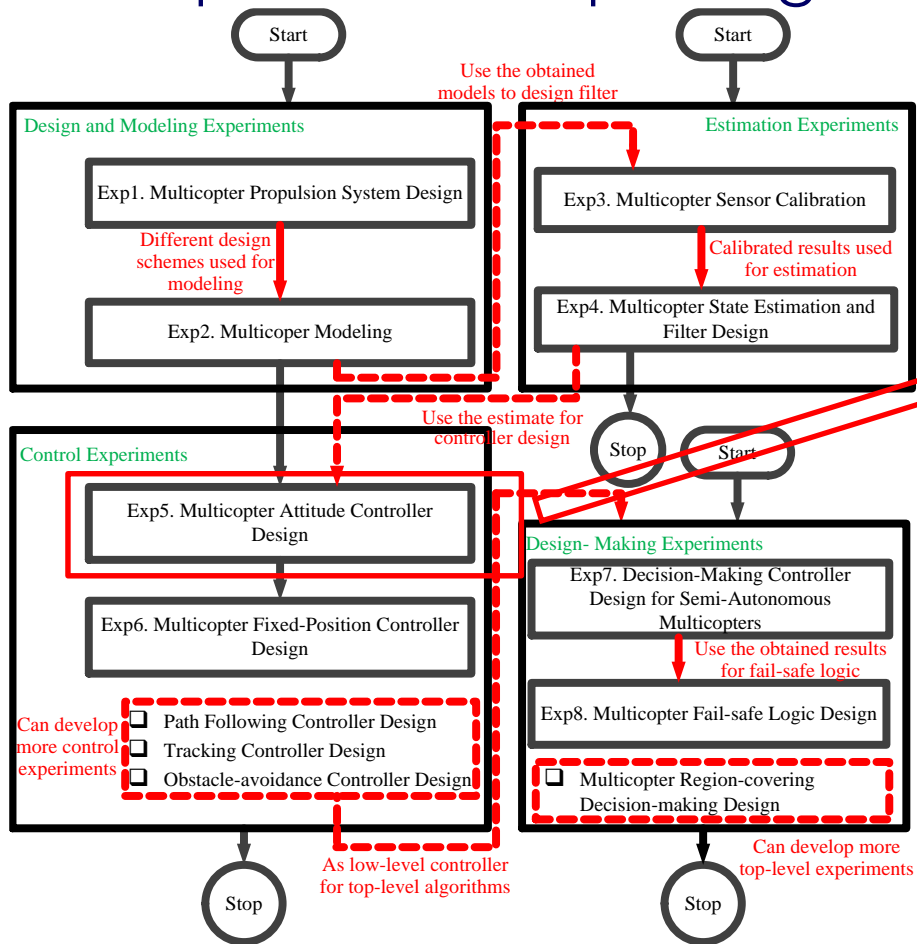 Start
Start
Use the obtained
models to design filter
Design and Modeling Experiments
Exp1. Multicopter Propulsion System Design
Different design
schemes used for
modeling
Exp2. Multicoper Modeling
Estimation Experiments
Exp3. Multicopter Sensor Calibration
Calibrated results used
for estimation
Exp4. Multicopter State Estimation and
Filter Design
Use the estimate for
controller design
Stop
Start
Control Experiments
Exp5. Multicopter Attitude Controller
Design
Exp6. Multicopter Fixed-Position Controller
Design
Can develop
more control
experiments
Path Following Controller Design
Tracking Controller Design
Obstacle-avoidance Controller Design
Design- Making Experiments
Exp7. Decision-Making Controller
Design for Semi-Autonomous
Multicopters
Use the obtained results
for fail-safe logic
Exp8. Multicopter Fail-safe Logic Design
Multicopter Region-covering
Decision-making Design
As low-level controller
for top-level algorithms
Can develop more
top-level experiments
Stop
Stop